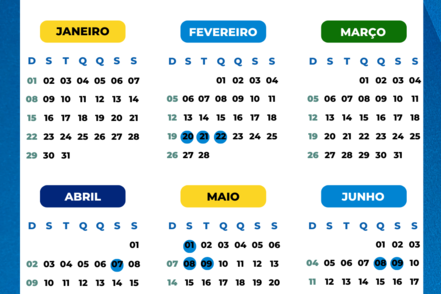 JANEIRO FEVEREIRO MARÇO
D S T Q Q S S D S T Q Q S S D S T Q Q S S
01 02 03 04 05 06 07 01 02 03 04 01 02 03 04
08 09 10 11 12 13 14 05 06 07 08 09 10 11 05 06 07 08 09 10 11
15 16 17 18 19 20 21 12 13 14 15 16 17 18 12 13 14 15 16 17 18
22 23 24 25 26 27 28 19 20 21 22 23 24 25 19 20 21 22 23 24 25
29 30 31 26 27 28 26 27 28 29 30 31
ABRIL MAIO JUNHO
D S T Q Q S S D S T Q Q S S D S T Q Q S S
01 01 02 03 04 05 06 01 02 03
02 03 04 05 06 07 08 07 08 09 10 11 12 13 04 05 06 07 08 09 10
09 10 11 12 13 14 15 14 15 16 17 18 19 20 11 12 13 14 15 16 17